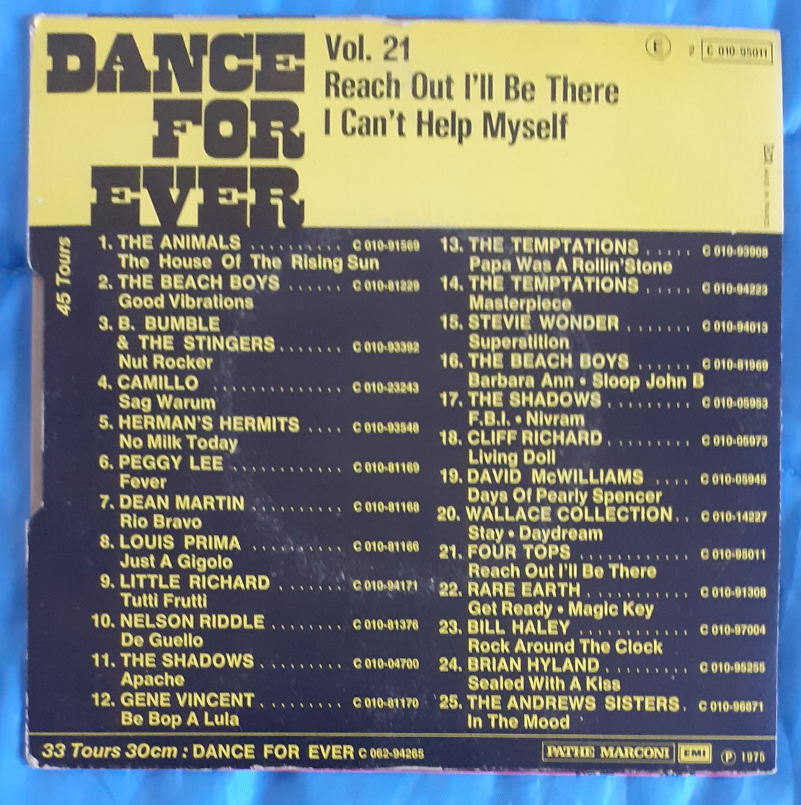 DANCE
FOR
EVER
Vol. 21
Reach Out I'll Be There
I Can't Help Myself
E 2 C 010-95011
45 Tours
1. THE ANIMALS .......... C 010-91569
The House Of The Rising Sun
2. THE BEACH BOYS ...... C 010-81229
Good Vibrations
3. B. BUMBLE
& THE STINGERS....... C 010-93392
Nut Rocker
4. CAMILLO ............. C 010-23243
Sag Warum
5. HERMAN'S HERMITS .... C 010-93548
No Milk Today
6. PEGGY LEE ............ C 010-81169
Fever
7. DEAN MARTIN .......... C 010-81168
Rio Bravo
8. LOUIS PRIMA .......... C 010-81166
Just A Gigolo
9. LITTLE RICHARD ....... C 010-94171
Tutti Frutti
10. NELSON RIDDLE ........ C 010-81376
De Guello
11. THE SHADOWS ......... C 010-04700
Apache
12. GENE VINCENT......... C 010-81170
Be Bop A Lula
13. THE TEMPTATIONS ..... C 010-93908
Papa Was A Rollin'Stone
14. THE TEMPTATIONS ..... C 010-94223
Masterpiece
15. STEVIE WONDER ....... C 010-94013
Superstition
16. THE BEACH BOYS ...... C 010-81969
Barbara Ann • Sloop John B
17. THE SHADOWS ......... C 010-05953
F.B.I. • Nivram
18. CLIFF RICHARD......... C 010-05973
Living Doll
19. DAVID McWILLIAMS .... C 010-05945
Days Of Pearly Spencer
20. WALLACE COLLECTION.. C 010-14227
Stay • Daydream
21. FOUR TOPS ............ C 010-95011
Reach Out I'll Be There
22. RARE EARTH ........... C 010-91308
Get Ready • Magic Key
23. BILL HALEY ........... C 010-97004
Rock Around The Clock
24. BRIAN HYLAND......... C 010-95255
Sealed With A Kiss
25. THE ANDREWS SISTERS. C 010-96871
In The Mood
33 Tours 30cm : DANCE FOR EVER C 062-94265
PATHE MARCONI EMI ℗ 1975